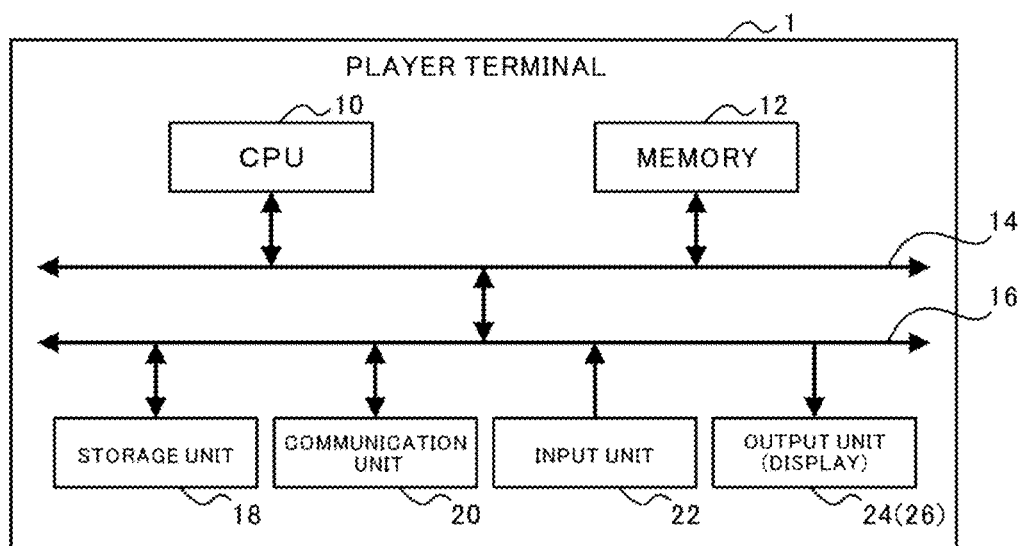 1
PLAYER TERMINAL
10
12
CPU
MEMORY
14
16
STORAGE UNIT
COMMUNICATION
UNIT
INPUT UNIT
OUTPUT UNIT
(DISPLAY)
18
20
22
24(26)